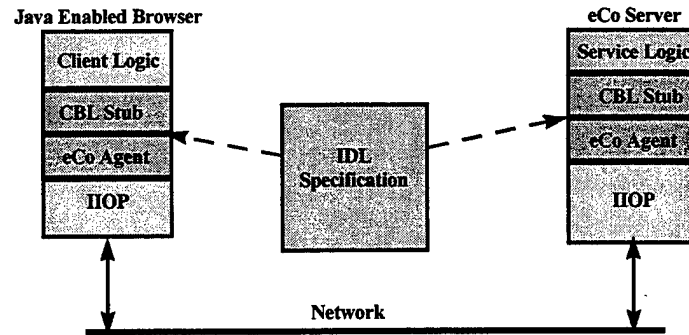 Java Enabled Browser
Client Logic
CBL Stub
eCo Agent
IIOP
IDL
Specification
eCo Server
Service Logic
CBL Stub
eCo Agent
IIOP
Network